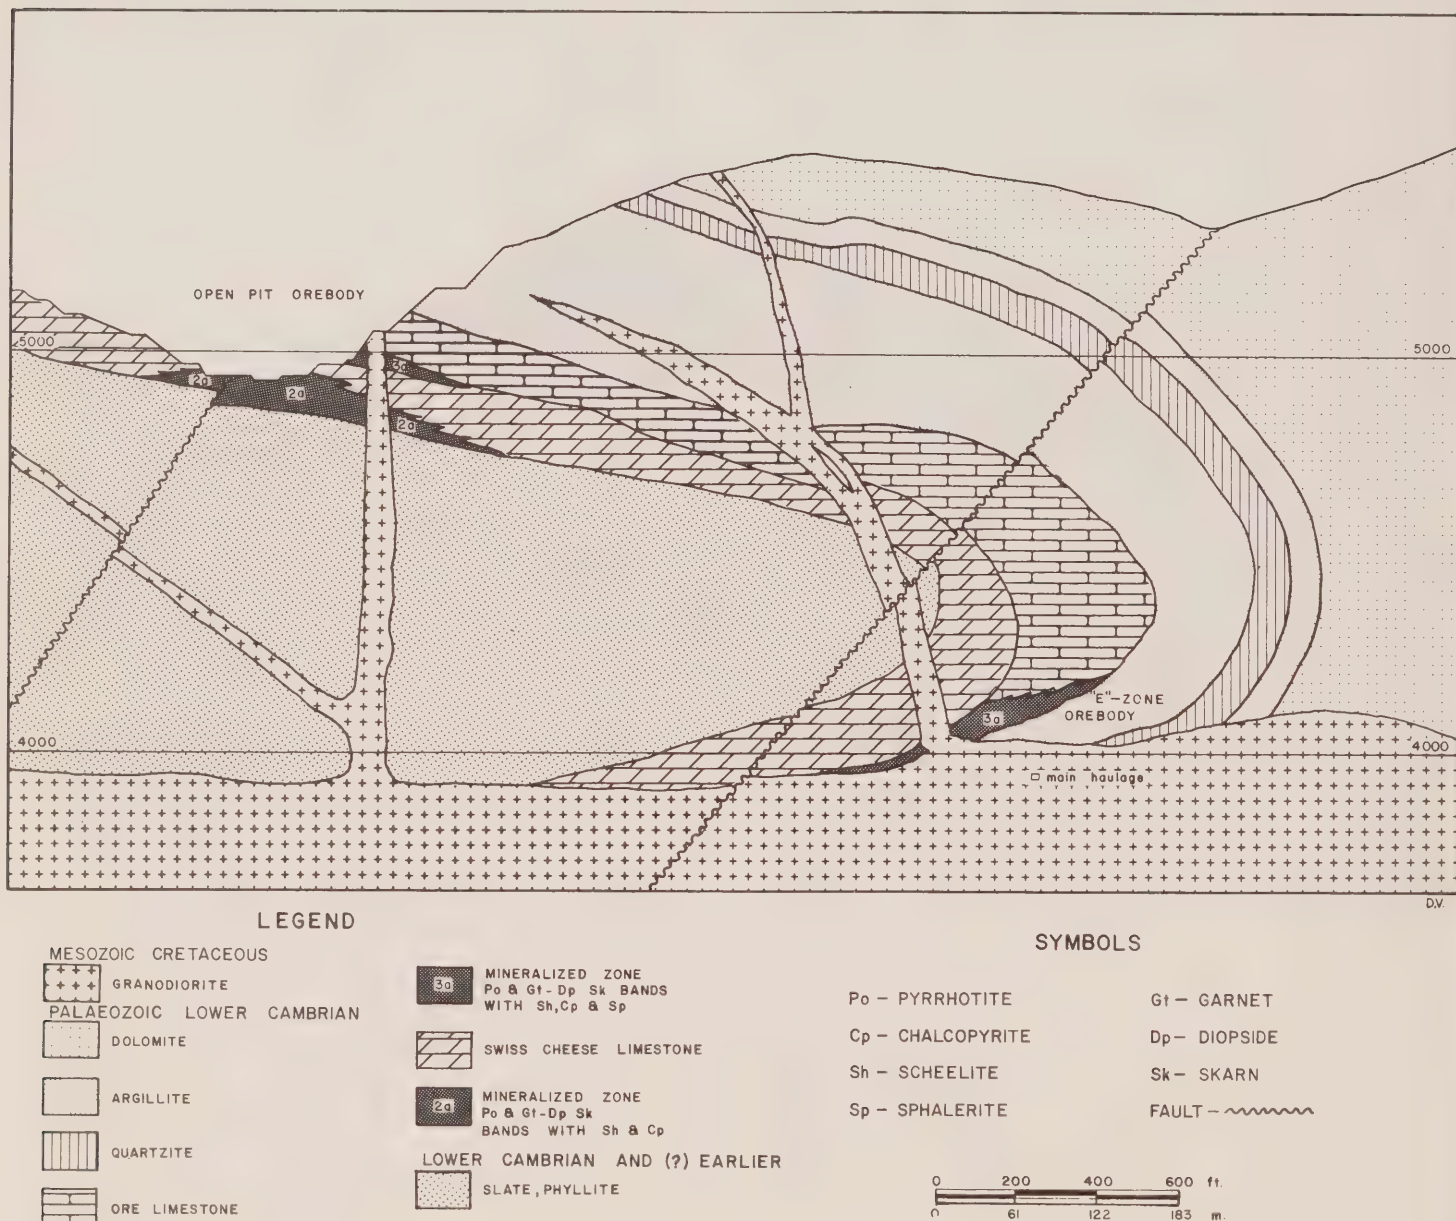 OPEN PIT OREBODY
5000
5000
3a
2a
2a
2a
"E"-ZONE
OREBODY
3a
4000
4000
main haulage
D.V.
LEGEND
MESOZOIC CRETACEOUS
GRANODIORITE
PALAEOZOIC LOWER CAMBRIAN
DOLOMITE
ARGILLITE
QUARTZITE
ORE LIMESTONE
3a
MINERALIZED ZONE
Po & Gt-Dp Sk BANDS
WITH Sh, Cp & Sp
SWISS CHEESE LIMESTONE
2a
MINERALIZED ZONE
Po & Gt-Dp Sk
BANDS WITH Sh & Cp
LOWER CAMBRIAN AND (?) EARLIER
SLATE, PHYLLITE
SYMBOLS
Po - PYRRHOTITE
Cp - CHALCOPYRITE
Sh - SCHEELITE
Sp - SPHALERITE
Gt - GARNET
Dp - DIOPSIDE
Sk - SKARN
FAULT -
0 200 400 600 ft.
0 61 122 183 m.